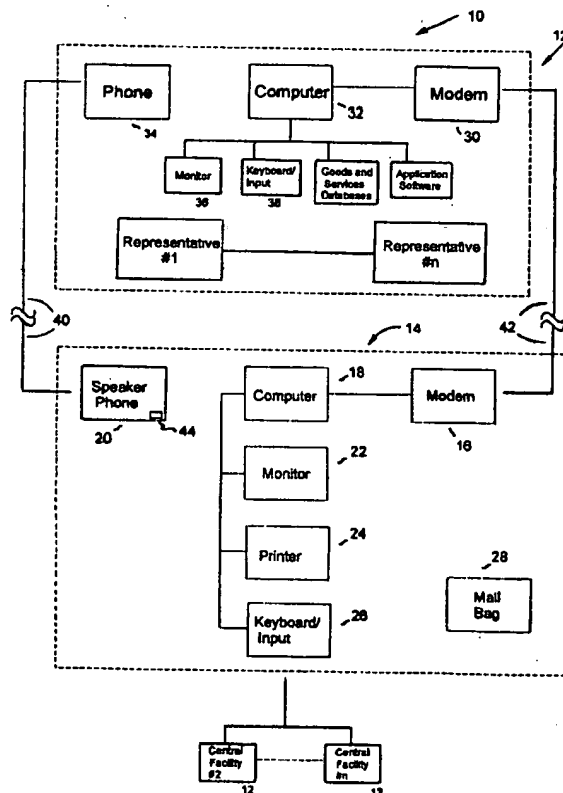 10
12
Phone
34
Computer
32
Modem
30
Monitor
36
Keyboard/
Input
38
Goods and
Services
Databases
Application
Software
Representative
#1
Representative
#n
40
42
14
Speaker
Phone
20
44
Computer
18
Modem
16
Monitor
22
Printer
24
Keyboard/
Input
26
28
Mail
Bag
Central
Facility
#2
12
Central
Facility
12